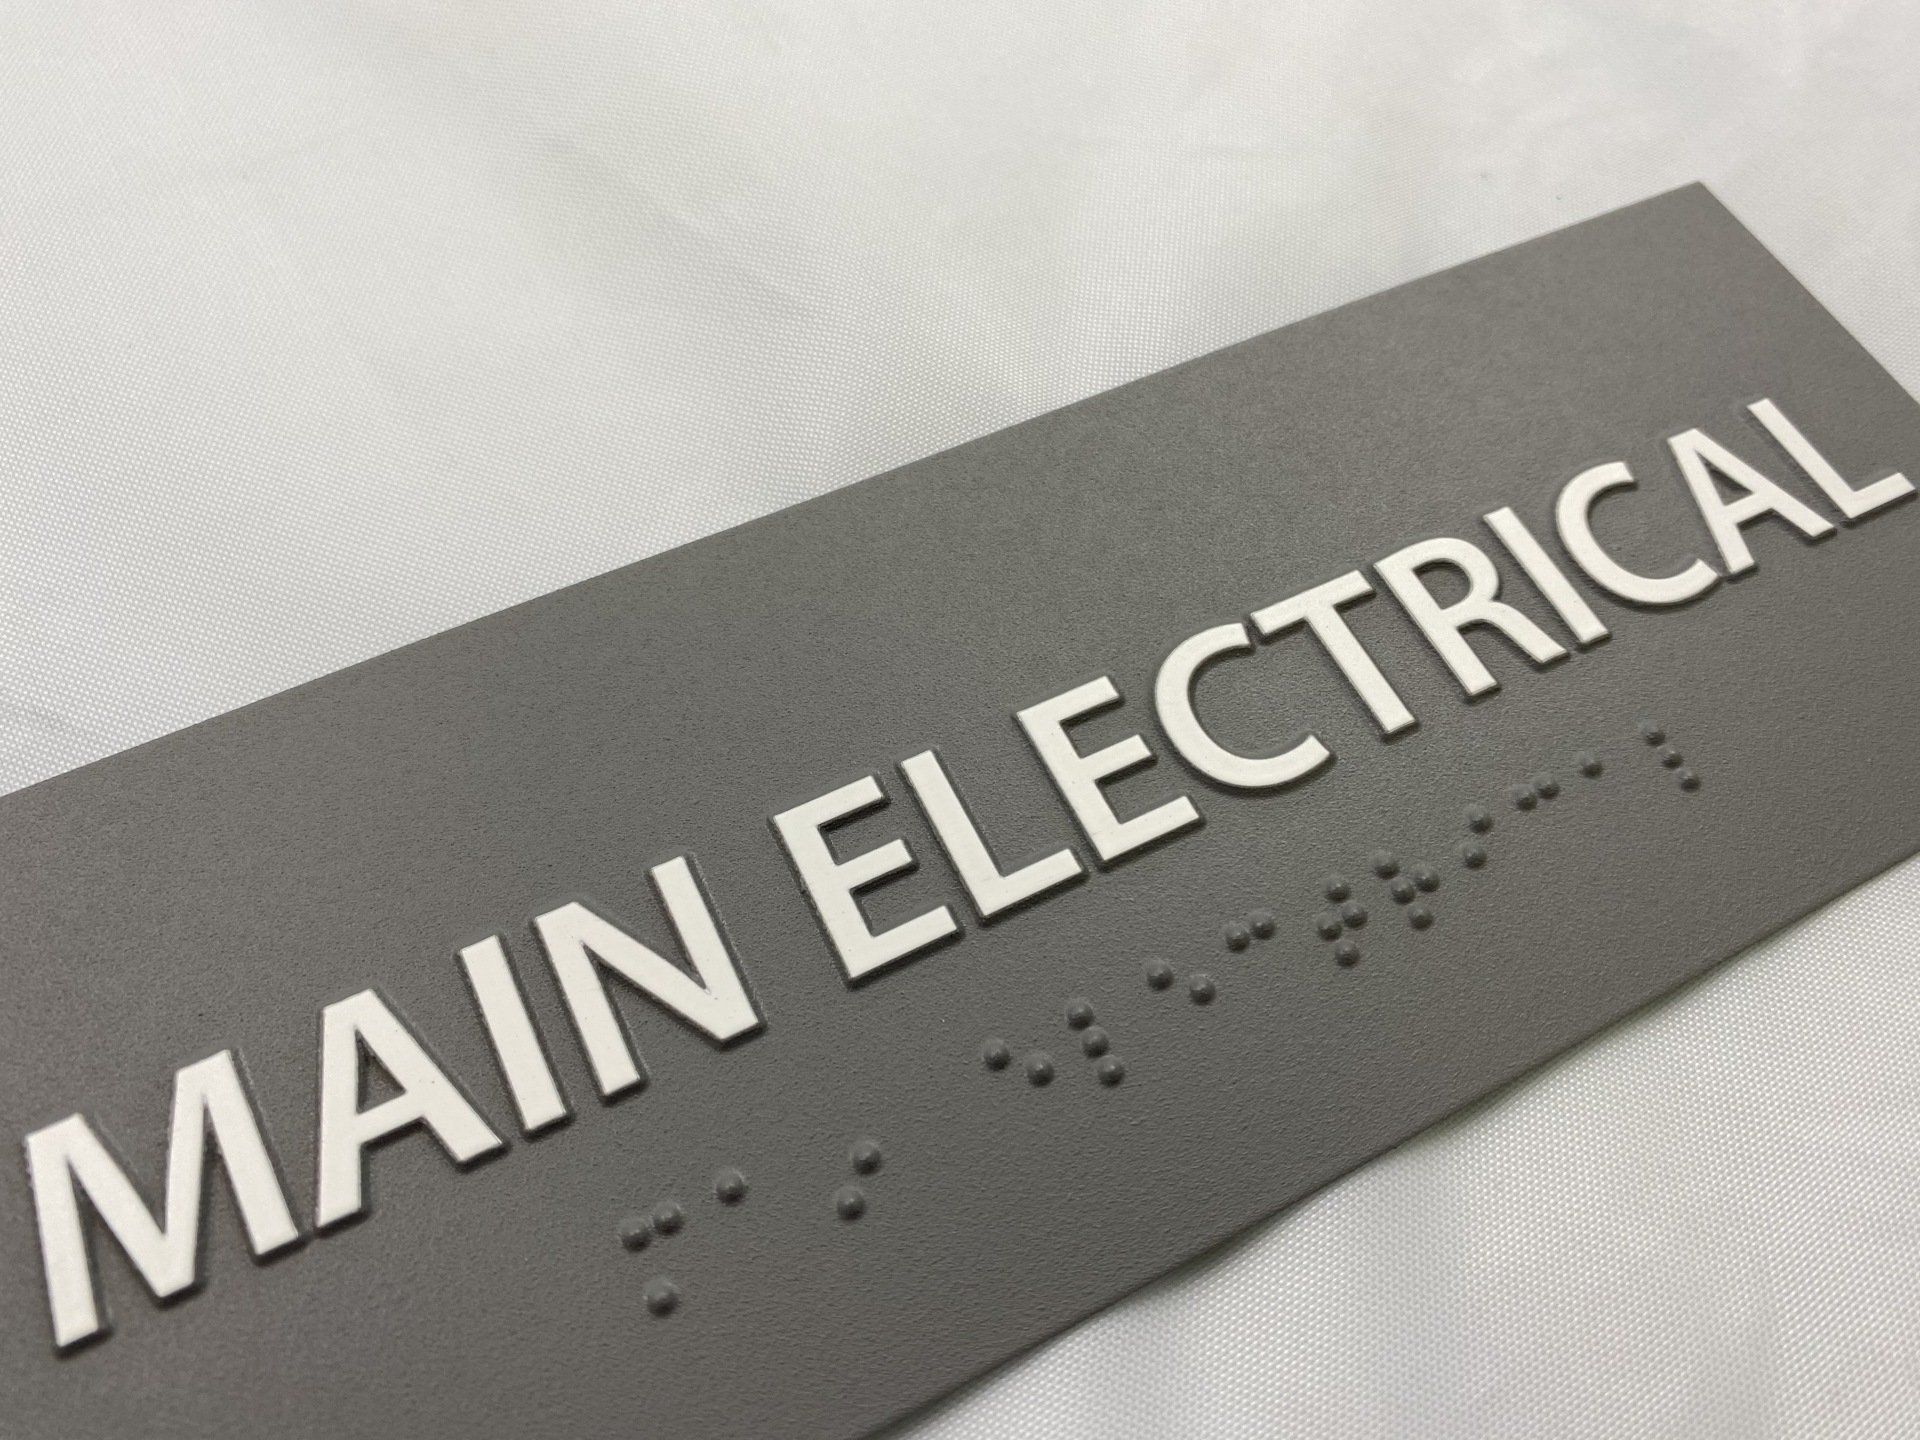 MAIN ELECTRICAL
⠍⠁⠊⠝ ⠑⠇⠑⠉⠞⠗⠊⠉⠁⠇